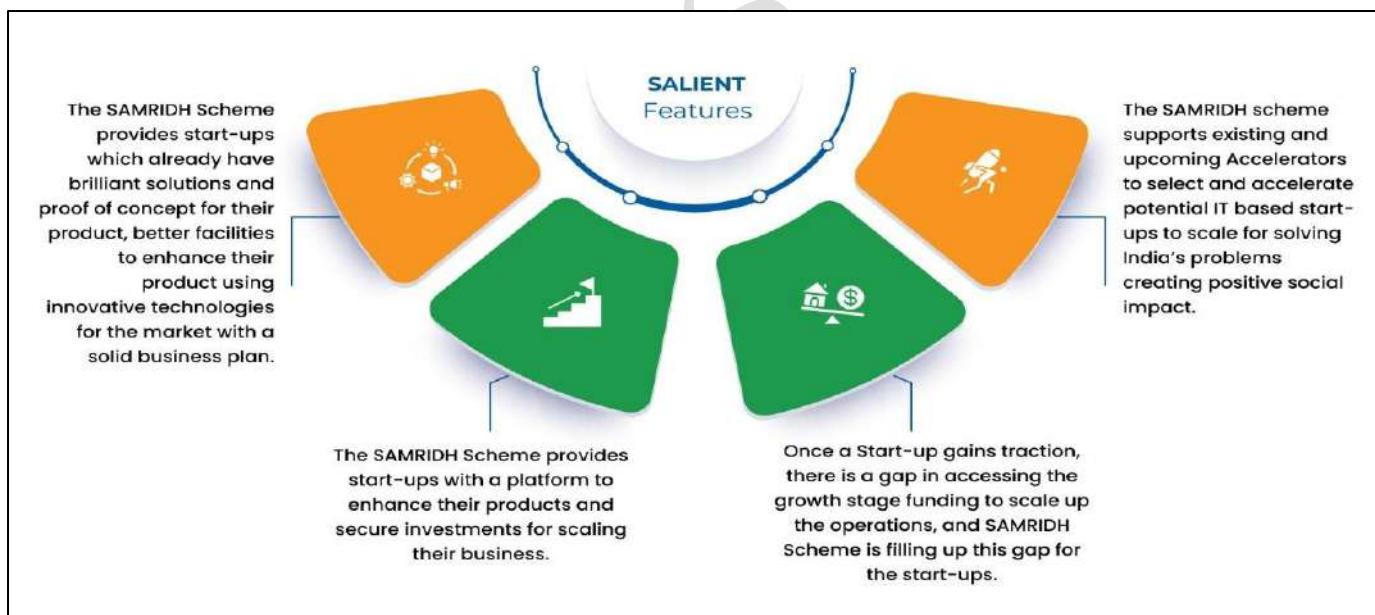 SALIENT
Features
The SAMRIDH Scheme
provides start-ups
which already have
brilliant solutions and
proof of concept for their
product, better facilities
to enhance their
product using
innovative technologies
for the market with a
solid business plan.
The SAMRIDH Scheme provides
start-ups with a platform to
enhance their products and
secure investments for scaling
their business.
Once a Start-up gains traction,
there is a gap in accessing the
growth stage funding to scale up
the operations, and SAMRIDH
Scheme is filling up this gap for
the start-ups.
The SAMRIDH scheme
supports existing and
upcoming Accelerators
to select and accelerate
potential IT based start-
ups to scale for solving
India's problems
creating positive social
impact.